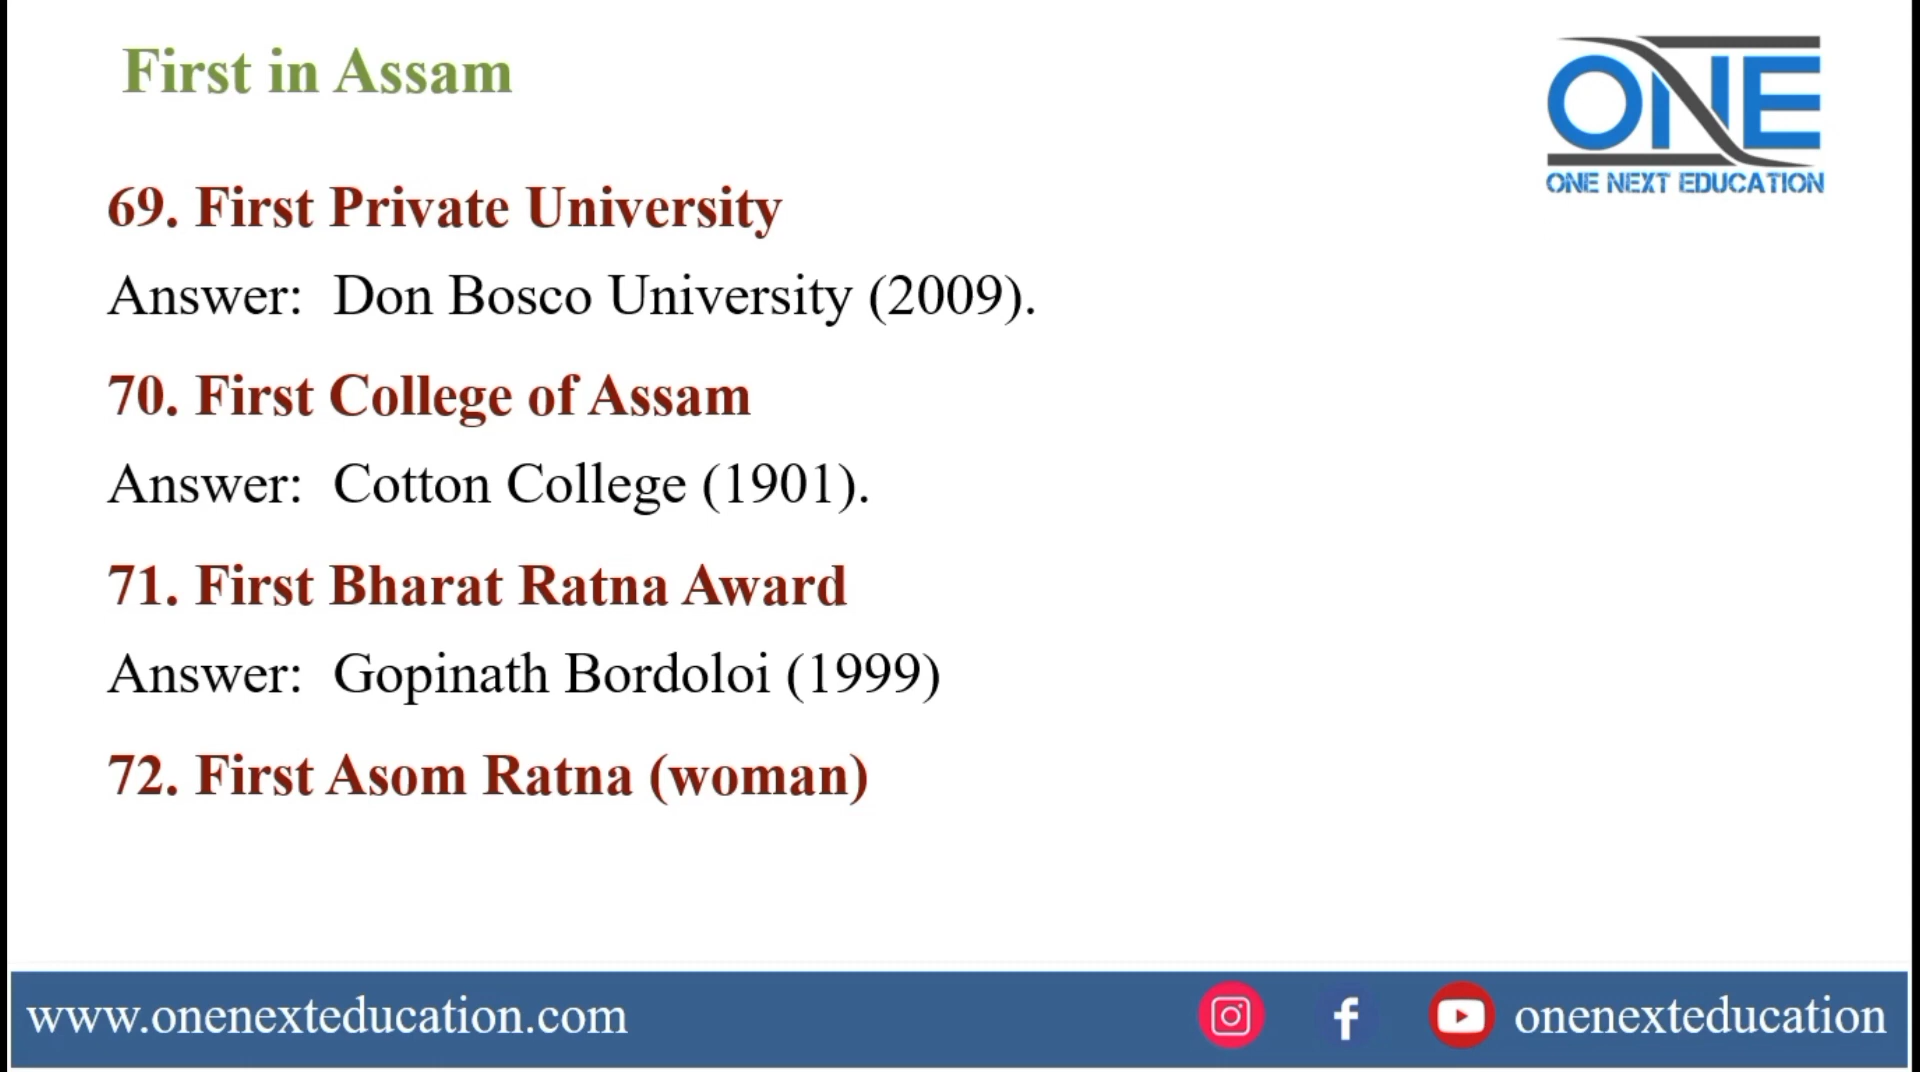 First in Assam
ONE
ONE NEXT EDUCATION
69. First Private University
Answer: Don Bosco University (2009).
70. First College of Assam
Answer: Cotton College (1901).
71. First Bharat Ratna Award
Answer: Gopinath Bordoloi (1999)
72. First Asom Ratna (woman)
www.onenexteducation.com
onenexteducation